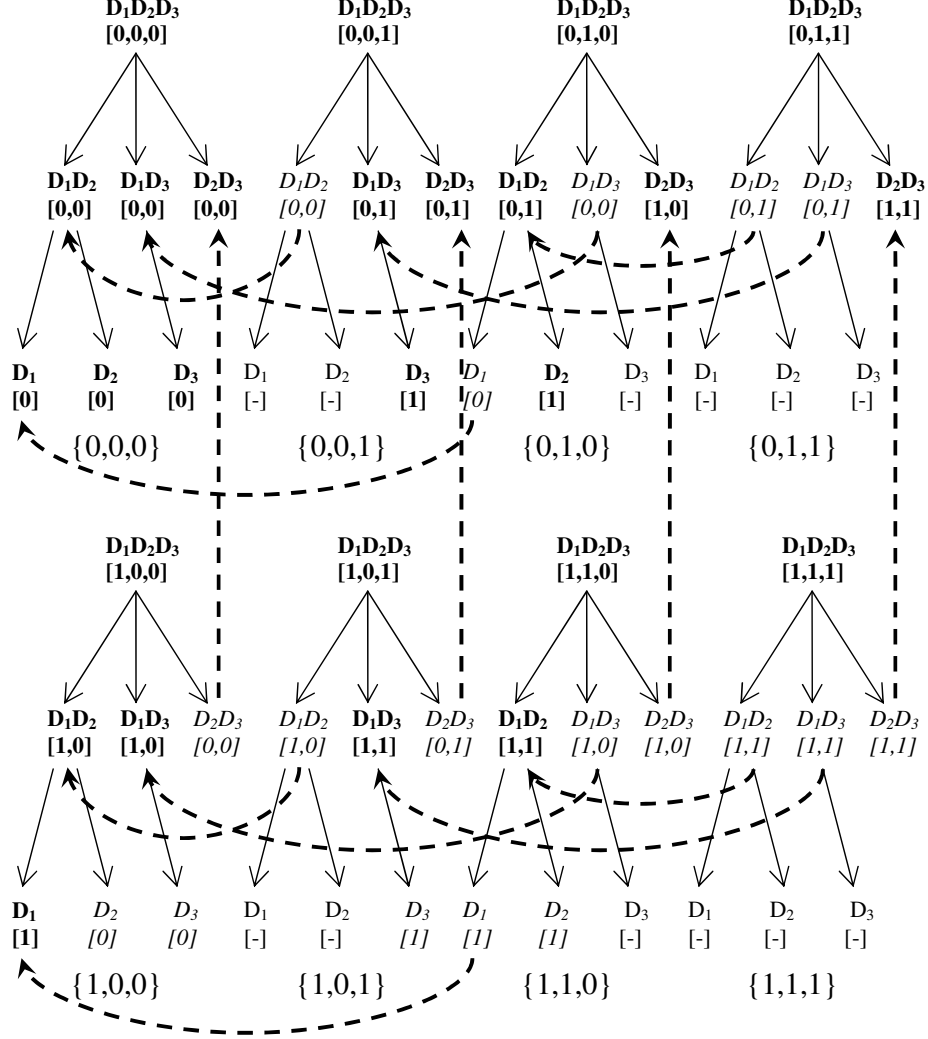 D₁D₂D₃ D₁D₂D₃ D₁D₂D₃ D₁D₂D₃
[0,0,0] [0,0,1] [0,1,0] [0,1,1]
D₁D₂ D₁D₃ D₂D₃ D₁D₂ D₁D₃ D₂D₃ D₁D₂ D₁D₃ D₂D₃ D₁D₂ D₁D₃ D₂D₃
[0,0] [0,0] [0,0] [0,0] [0,1] [0,1] [0,1] [0,0] [1,0] [0,1] [0,1] [1,1]
D₁ D₂ D₃ D₁ D₂ D₃ D₁ D₂ D₃ D₁ D₂ D₃
[0] [0] [0] [-] [-] [1] [0] [1] [-] [-] [-] [-]
{0,0,0} {0,0,1} {0,1,0} {0,1,1}
D₁D₂D₃ D₁D₂D₃ D₁D₂D₃ D₁D₂D₃
[1,0,0] [1,0,1] [1,1,0] [1,1,1]
D₁D₂ D₁D₃ D₂D₃ D₁D₂ D₁D₃ D₂D₃ D₁D₂ D₁D₃ D₂D₃ D₁D₂ D₁D₃ D₂D₃
[1,0] [1,0] [0,0] [1,0] [1,1] [0,1] [1,1] [1,0] [1,0] [1,1] [1,1] [1,1]
D₁ D₂ D₃ D₁ D₂ D₃ D₁ D₂ D₃ D₁ D₂ D₃
[1] [0] [0] [-] [-] [1] [1] [1] [-] [-] [-] [-]
{1,0,0} {1,0,1} {1,1,0} {1,1,1}